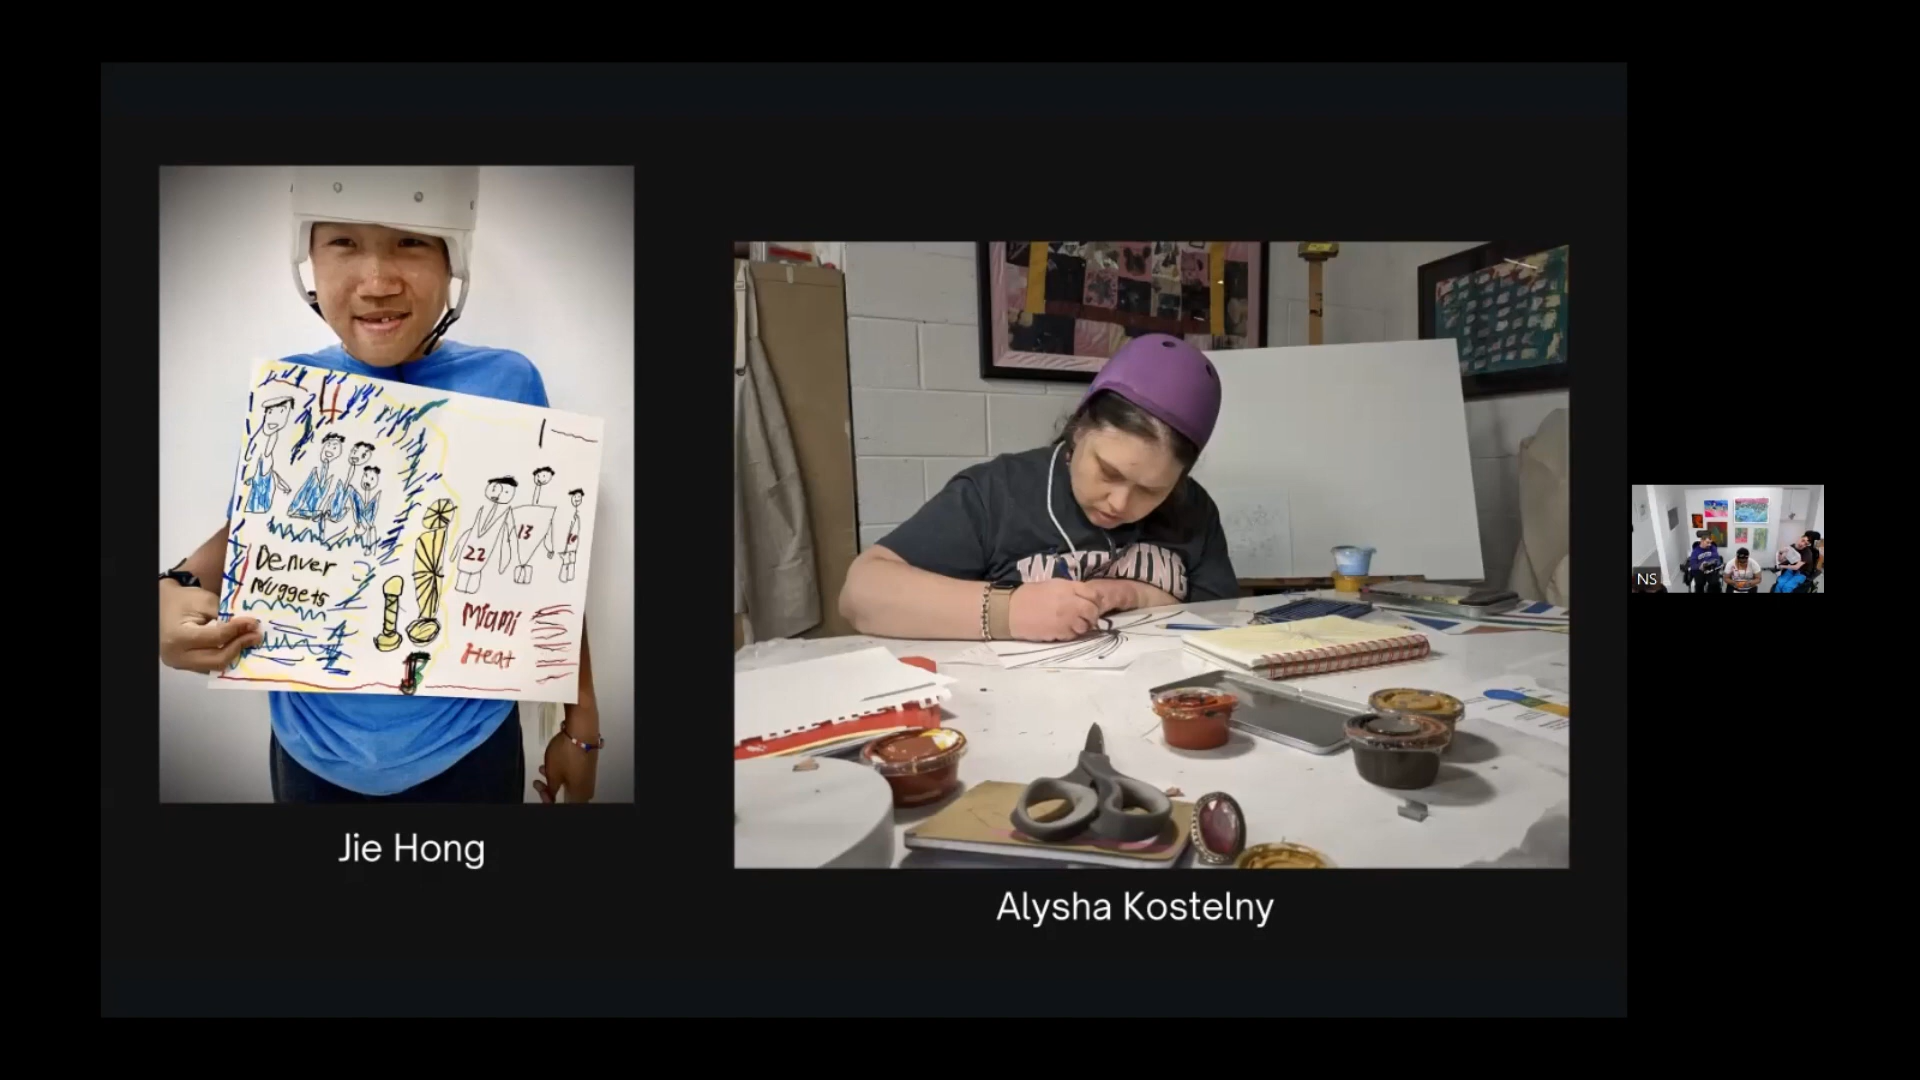 Denver
Nuggets
22
13
Miami
Heat
WYOMING
Jie Hong
Alysha Kostelny
NS